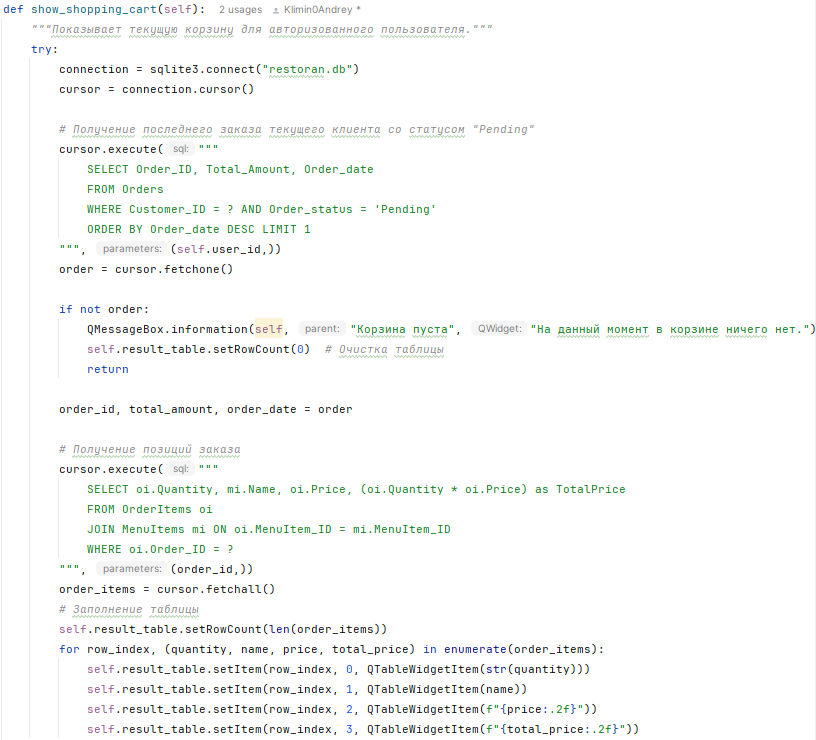 def show_shopping_cart(self): 2 usages Klimin0Andrey *
"""Показывает текущую корзину для авторизованного пользователя."""
try:
connection = sqlite3.connect("restoran.db")
cursor = connection.cursor()
# Получение последнего заказа текущего клиента со статусом "Pending"
cursor.execute( sql: """
SELECT Order_ID, Total_Amount, Order_date
FROM Orders
WHERE Customer_ID = ? AND Order_status = 'Pending'
ORDER BY Order_date DESC LIMIT 1
""", parameters: (self.user_id,))
order = cursor.fetchone()
if not order:
QMessageBox.information(self, parent: "Корзина пуста", QWidget: "На данный момент в корзине ничего нет.")
self.result_table.setRowCount(0) # Очистка таблицы
return
order_id, total_amount, order_date = order
# Получение позиций заказа
cursor.execute( sql: """
SELECT oi.Quantity, mi.Name, oi.Price, (oi.Quantity * oi.Price) as TotalPrice
FROM OrderItems oi
JOIN MenuItems mi ON oi.MenuItem_ID = mi.MenuItem_ID
WHERE oi.Order_ID = ?
""", parameters: (order_id,))
order_items = cursor.fetchall()
# Заполнение таблицы
self.result_table.setRowCount(len(order_items))
for row_index, (quantity, name, price, total_price) in enumerate(order_items):
self.result_table.setItem(row_index, 0, QTableWidgetItem(str(quantity)))
self.result_table.setItem(row_index, 1, QTableWidgetItem(name))
self.result_table.setItem(row_index, 2, QTableWidgetItem(f"{price:.2f}"))
self.result_table.setItem(row_index, 3, QTableWidgetItem(f"{total_price:.2f}"))